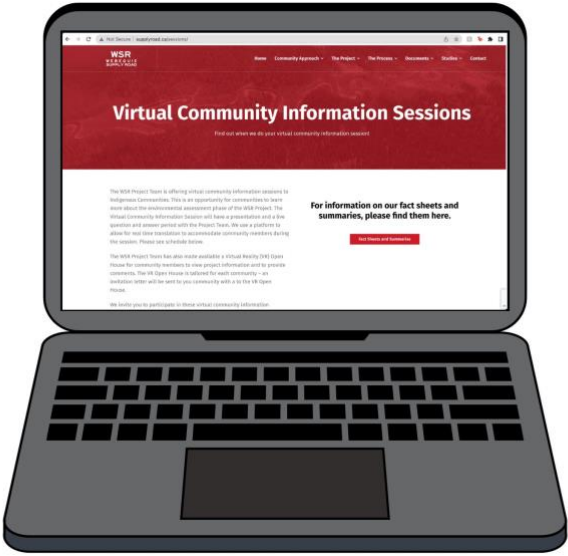 Not Secure | supplyroad.ca/sessions/
WSR
WEBEQUIE
SUPPLY ROAD
Home Community Approach The Project The Process Documents Studies Contact
Virtual Community Information Sessions
Find out when we do your virtual community information session!
The WSR Project Team is offering virtual community information sessions to
Indigenous Communities. This is an opportunity for communities to learn
more about the environmental assessment phase of the WSR Project. The
Virtual Community Information Session will have a presentation and a live
question and answer period with the Project Team. We use a platform to
allow for real-time translation to accommodate community members during
the session. Please see schedule below.
The WSR Project Team has also made available a Virtual Reality (VR) Open
House for community members to view project information and to provide
comments. The VR Open House is tailored for each community – an
invitation letter will be sent to you community with a to the VR Open
House.
We invite you to participate in these virtual community information
For information on our fact sheets and
summaries, please find them here.
Fact Sheets and Summaries